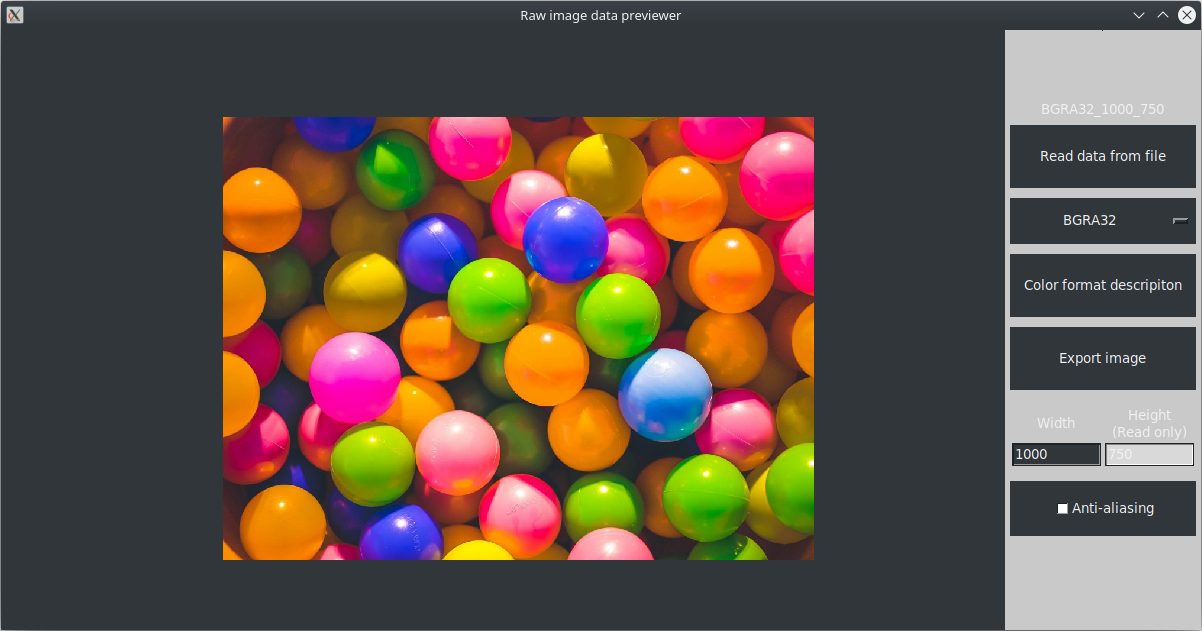 Raw image data previewer
BGRA32_1000_750
Read data from file
BGRA32
Color format descripiton
Export image
Width
Height
(Read only)
1000
750
Anti-aliasing